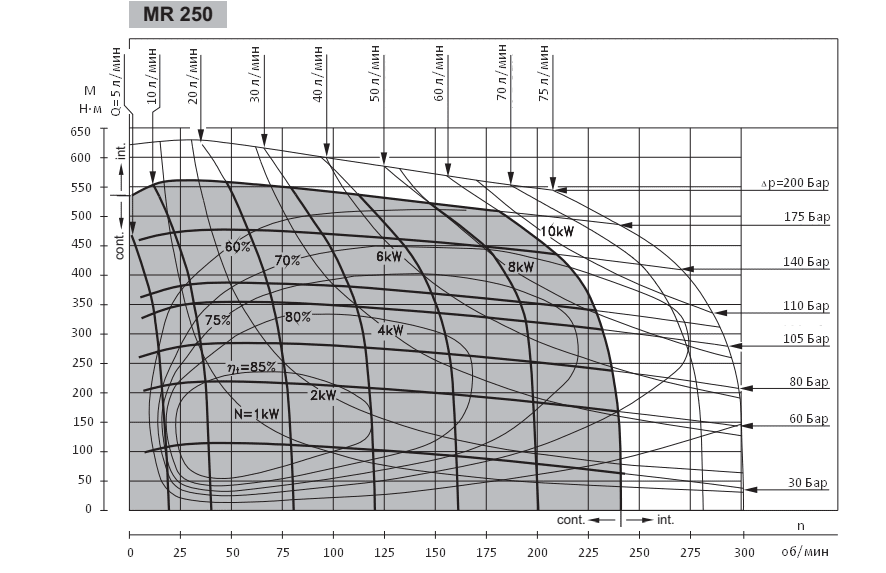 MR 250
Q=5 л/мин
10 л/мин
20 л/мин
30 л/мин
40 л/мин
50 л/мин
60 л/мин
70 л/мин
75 л/мин
M
Н·м
650
600
550
500
450
400
350
300
250
200
150
100
50
0
int.
cont.
Δp=200 Бар
175 Бар
140 Бар
110 Бар
105 Бар
80 Бар
60 Бар
30 Бар
10kW
8kW
6kW
4kW
2kW
N=1kW
60%
70%
75%
80%
ηt=85%
cont.
int.
n
0 25 50 75 100 125 150 175 200 225 250 275 300 об/мин